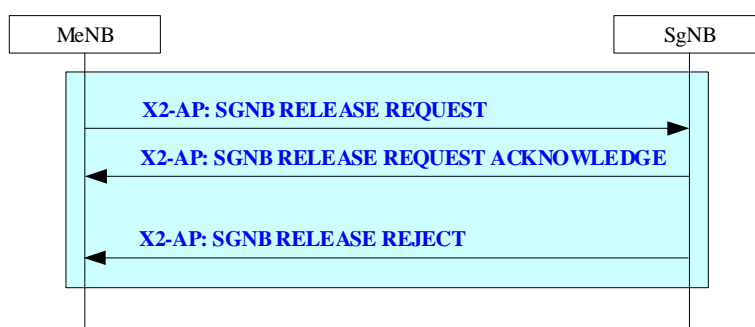 MeNB
SgNB
X2-AP: SGNB RELEASE REQUEST
X2-AP: SGNB RELEASE REQUEST ACKNOWLEDGE
X2-AP: SGNB RELEASE REJECT